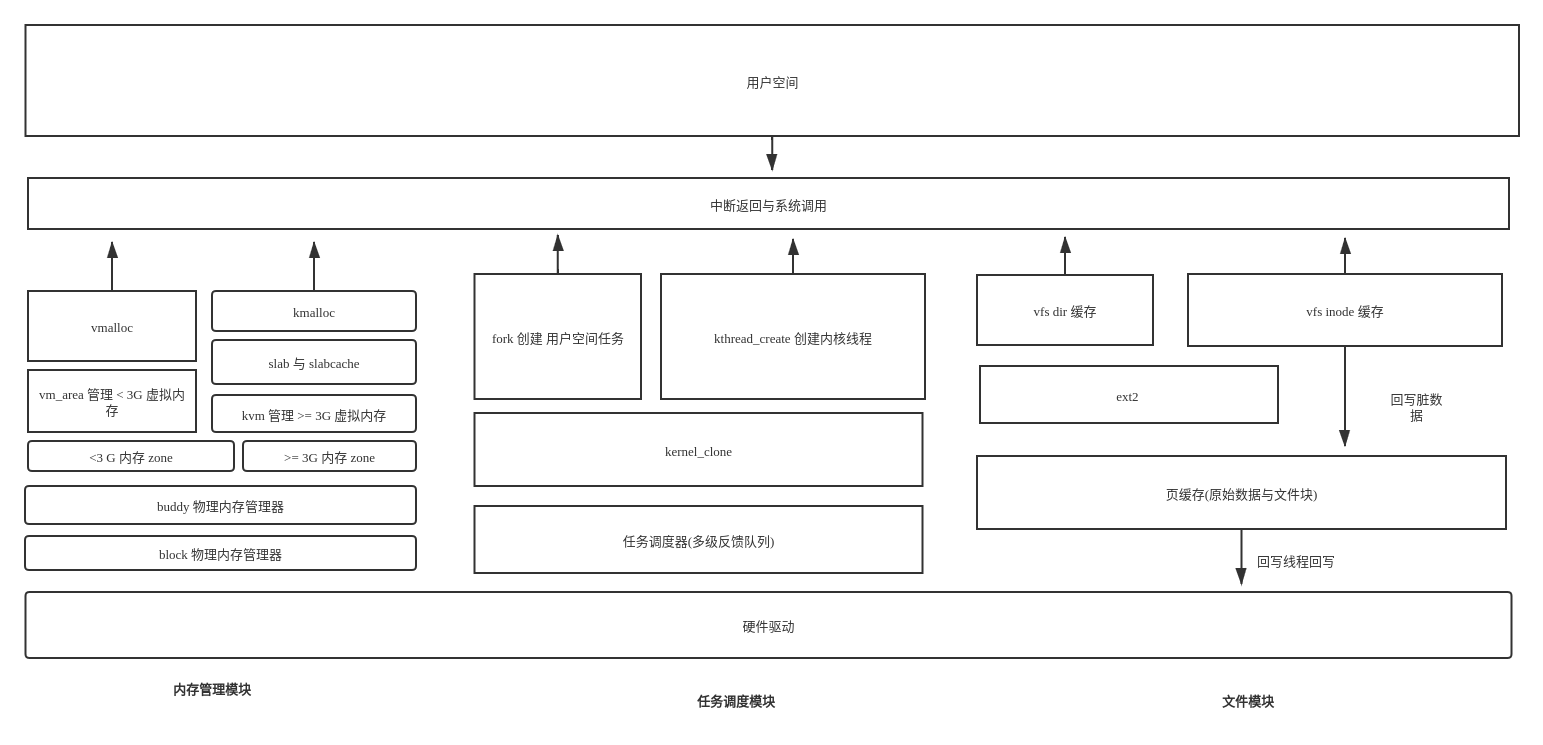 用户空间
中断返回与系统调用
vmalloc
kmalloc
slab 与 slabcache
vm_area 管理 < 3G 虚拟内
存
kvm 管理 >= 3G 虚拟内存
<3 G 内存 zone
>= 3G 内存 zone
buddy 物理内存管理器
block 物理内存管理器
fork 创建 用户空间任务
kthread_create 创建内核线程
kernel_clone
任务调度器(多级反馈队列)
vfs dir 缓存
vfs inode 缓存
ext2
回写脏数
据
页缓存(原始数据与文件块)
回写线程回写
硬件驱动
内存管理模块
任务调度模块
文件模块